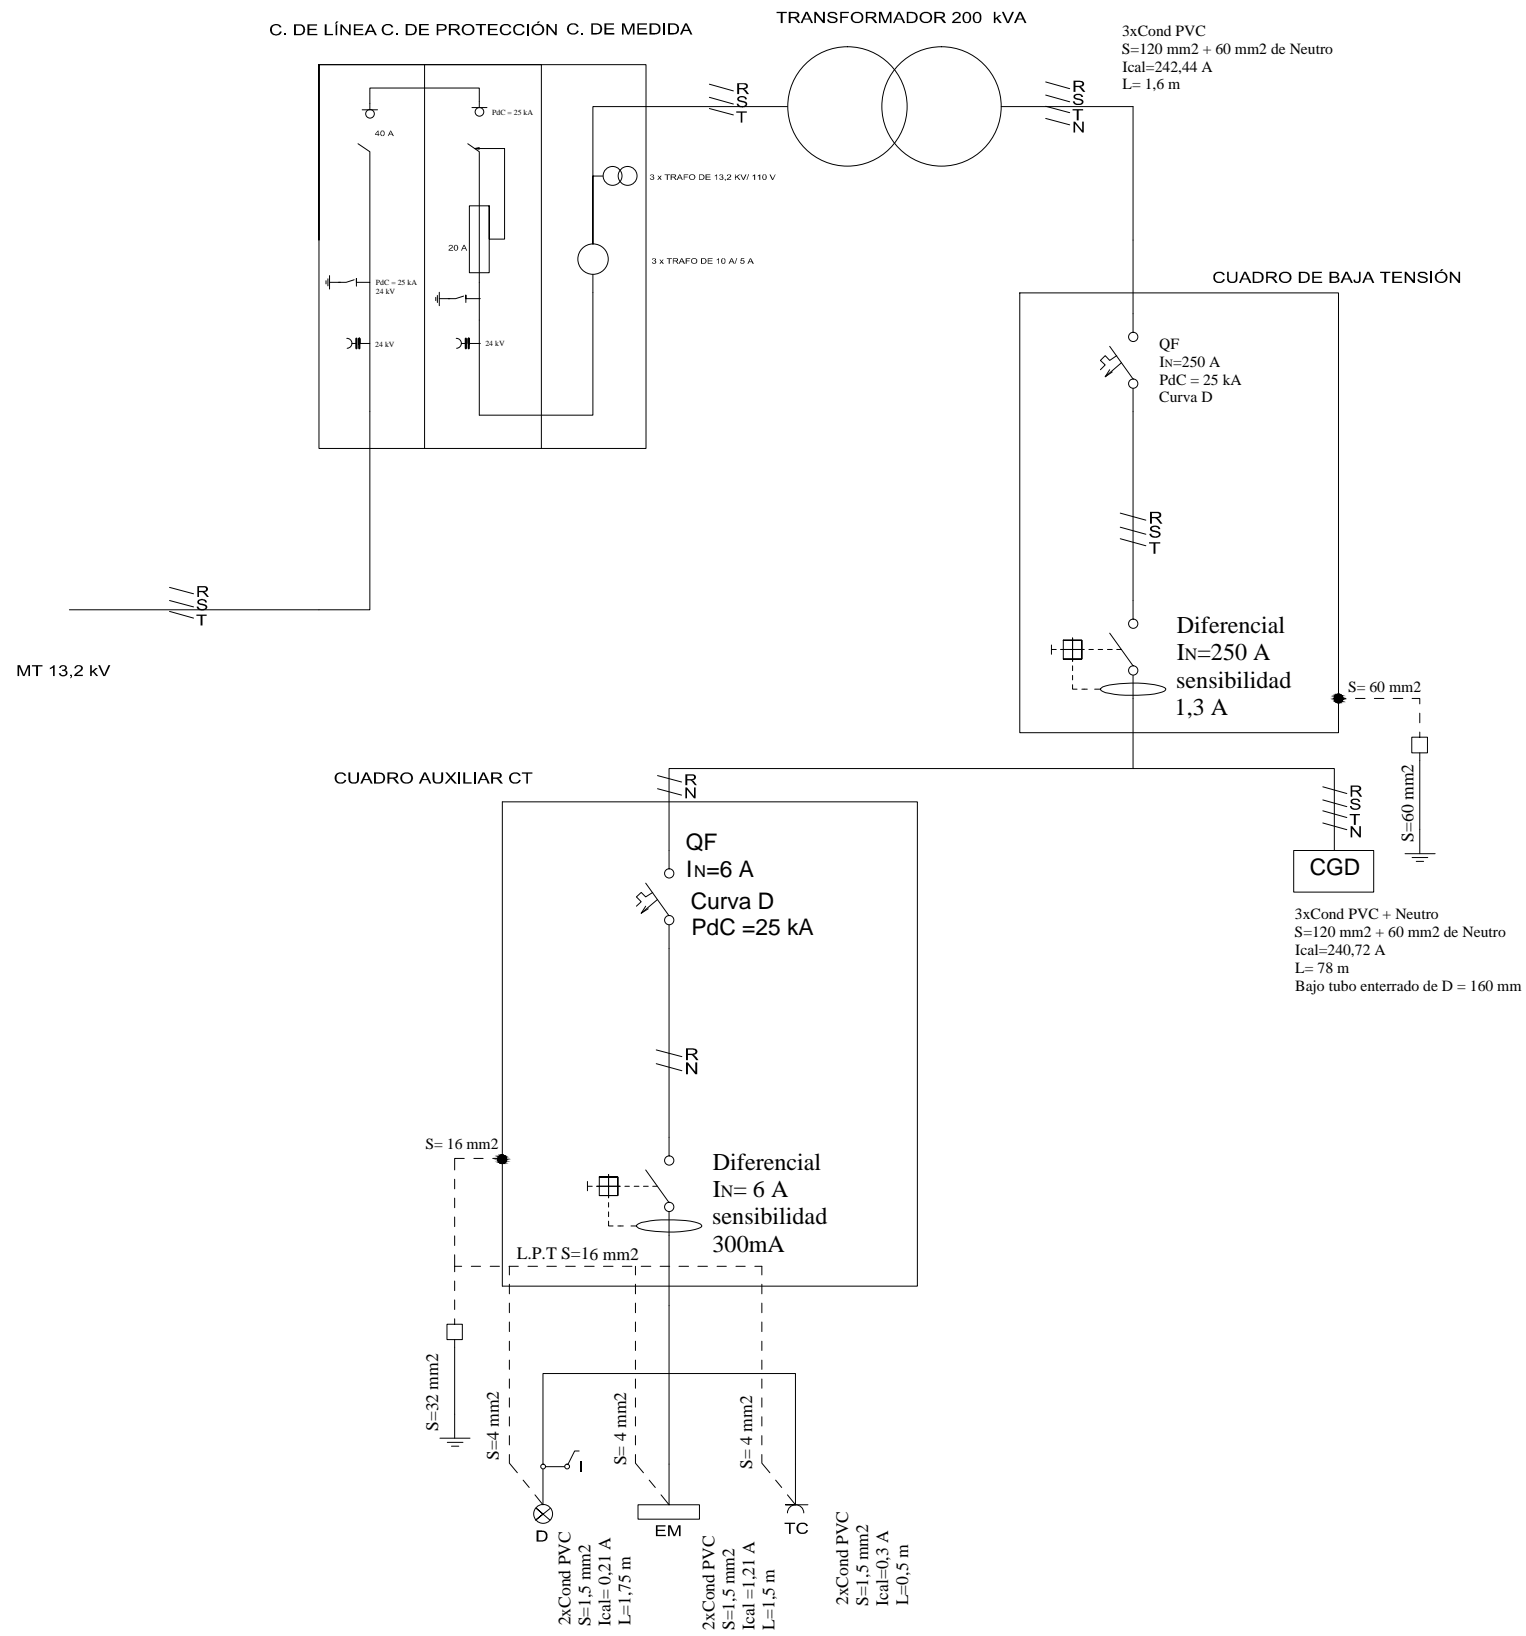 C. DE LÍNEA C. DE PROTECCIÓN C. DE MEDIDA
TRANSFORMADOR 200 kVA
3xCond PVC
S=120 mm2 + 60 mm2 de Neutro
Ical=242,44 A
L= 1,6 m
R
S
T
R
S
T
N
40 A
PdC = 25 kA
3 x TRAFO DE 13,2 KV/ 110 V
20 A
3 x TRAFO DE 10 A/ 5 A
PdC = 25 kA
24 kV
24 kV
24 kV
CUADRO DE BAJA TENSIÓN
QF
IN=250 A
PdC = 25 kA
Curva D
R
S
T
R
S
T
MT 13,2 kV
Diferencial
IN=250 A
sensibilidad
1,3 A
S= 60 mm2
S=60 mm2
CUADRO AUXILIAR CT
R
N
R
S
T
N
CGD
3xCond PVC + Neutro
S=120 mm2 + 60 mm2 de Neutro
Ical=240,72 A
L= 78 m
Bajo tubo enterrado de D = 160 mm
QF
IN=6 A
Curva D
PdC =25 kA
R
N
S= 16 mm2
Diferencial
IN= 6 A
sensibilidad
300mA
L.P.T S=16 mm2
S=32 mm2
S=4 mm2
S= 4 mm2
S= 4 mm2
I
D
EM
TC
2xCond PVC
S=1,5 mm2
Ical= 0,21 A
L=1,75 m
2xCond PVC
S=1,5 mm2
Ical =1,21 A
L=1,5 m
2xCond PVC
S=1,5 mm2
Ical=0,3 A
L=0,5 m